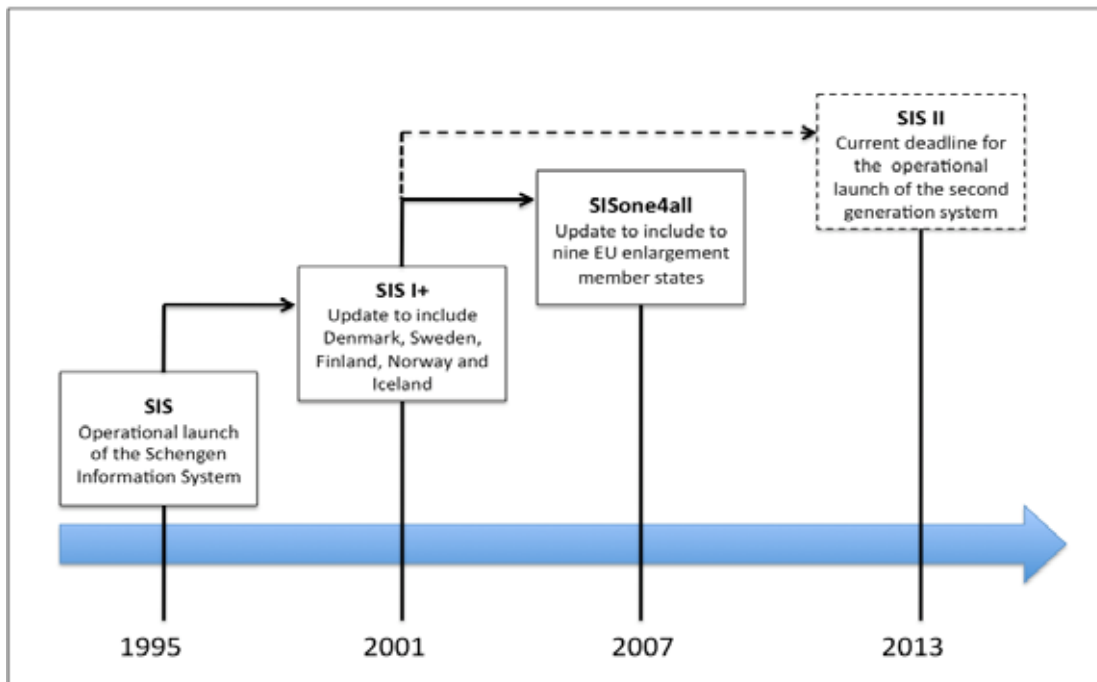 SIS II
Current deadline for
the operational
launch of the second
generation system
SISone4all
Update to include to
nine EU enlargement
member states
SIS I+
Update to include
Denmark, Sweden,
Finland, Norway and
Iceland
SIS
Operational launch
of the Schengen
Information System
1995
2001
2007
2013